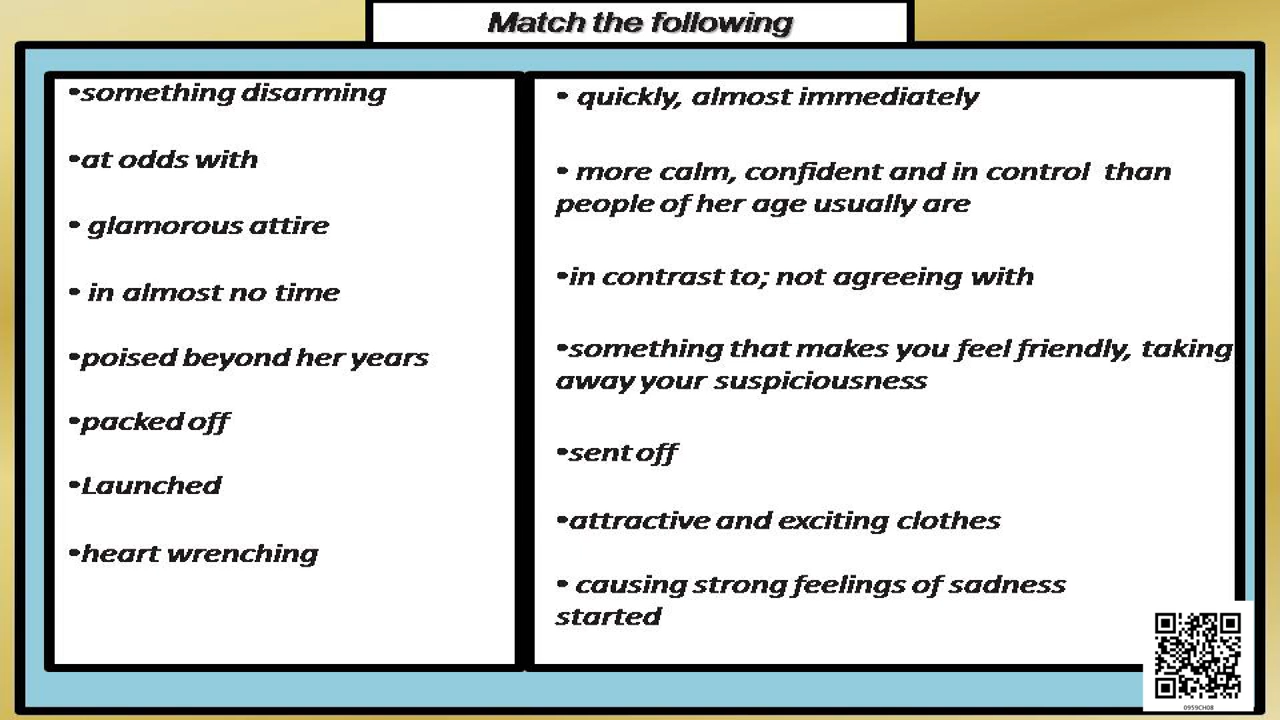 Match the following
•something disarming
•at odds with
• glamorous attire
• in almost no time
•poised beyond her years
•packed off
•Launched
•heart wrenching
• quickly, almost immediately
• more calm, confident and in control than
people of her age usually are
•in contrast to; not agreeing with
•something that makes you feel friendly, taking
away your suspiciousness
•sent off
•attractive and exciting clothes
• causing strong feelings of sadness
started
0959CH08